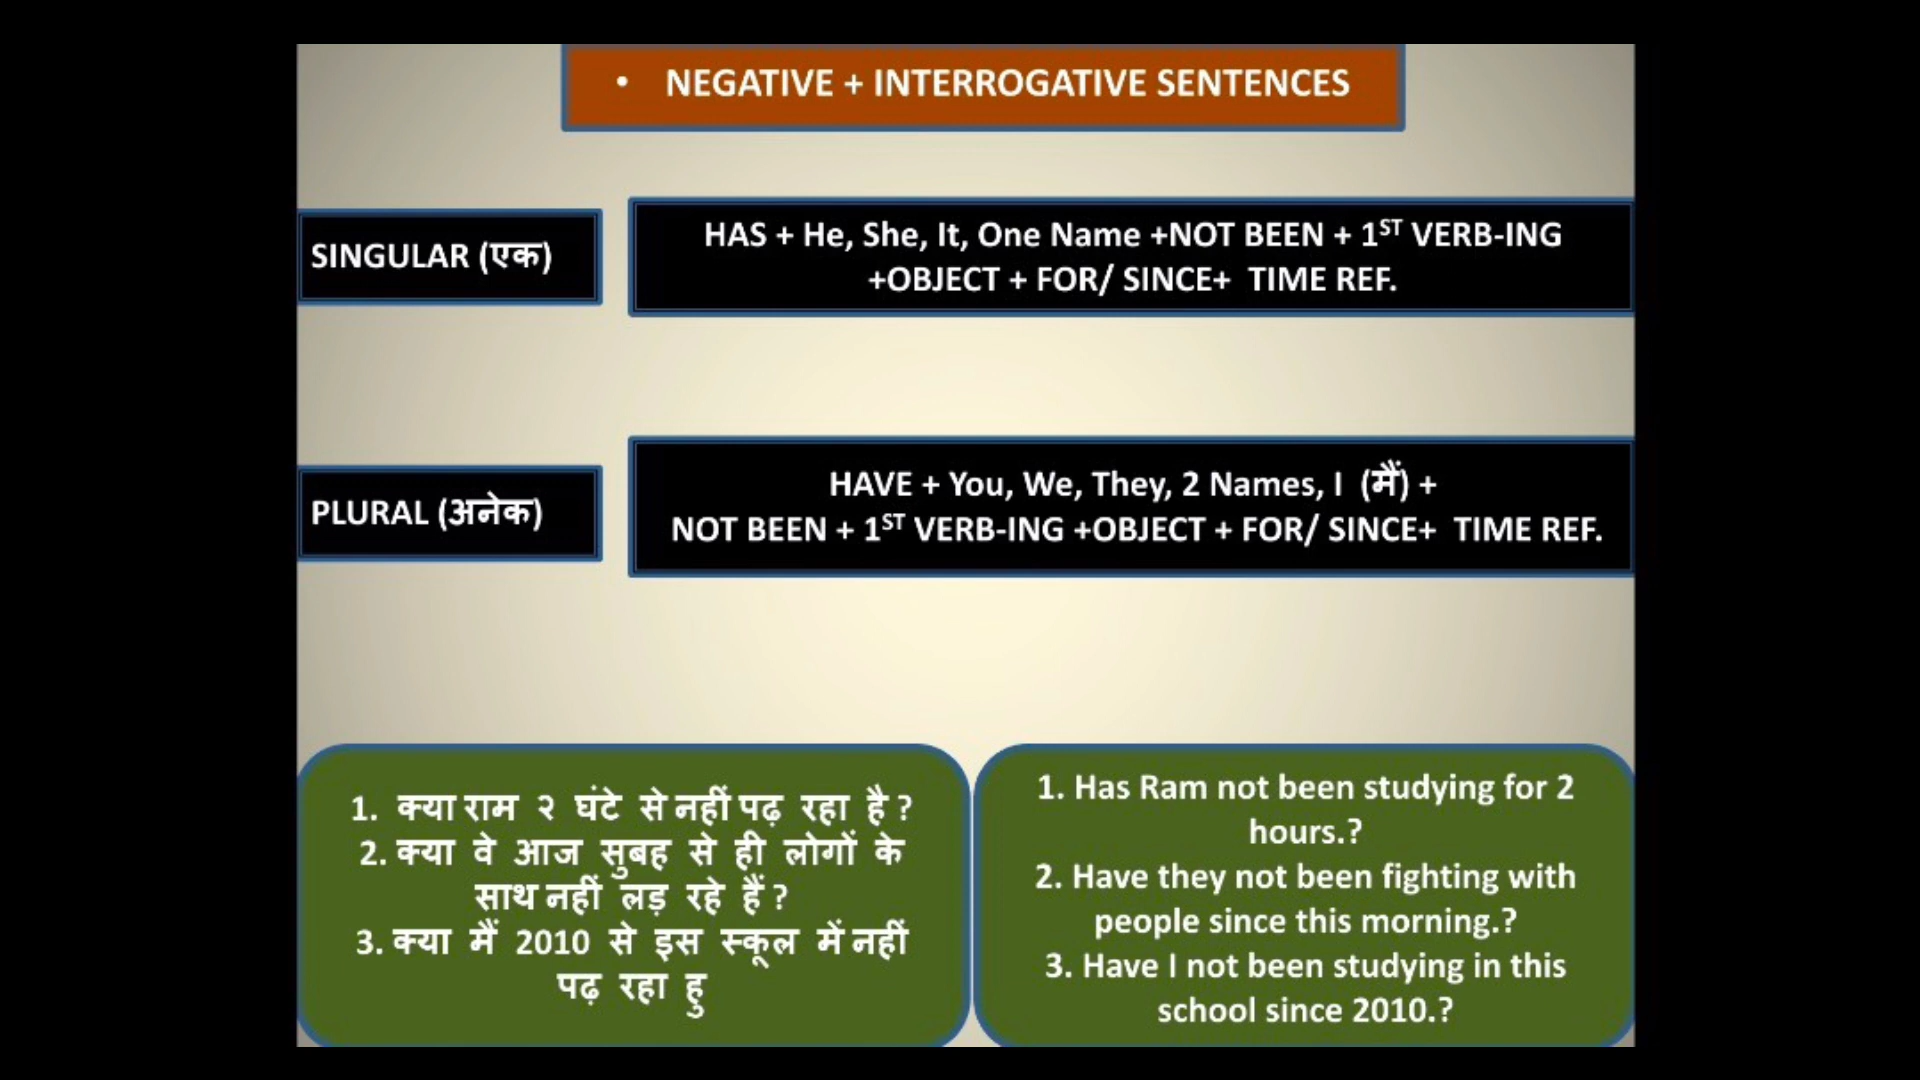 • NEGATIVE + INTERROGATIVE SENTENCES
SINGULAR (एक)
HAS + He, She, It, One Name +NOT BEEN + 1ST VERB-ING
+OBJECT + FOR/ SINCE+ TIME REF.
PLURAL (अनेक)
HAVE + You, We, They, 2 Names, I (मैं) +
NOT BEEN + 1ST VERB-ING +OBJECT + FOR/ SINCE+ TIME REF.
1. क्या राम २ घंटे से नहीं पढ़ रहा है ?
2. क्या वे आज सुबह से ही लोगों के
साथ नहीं लड़ रहे हैं ?
3. क्या मैं 2010 से इस स्कूल में नहीं
पढ़ रहा हु
1. Has Ram not been studying for 2
hours.?
2. Have they not been fighting with
people since this morning.?
3. Have I not been studying in this
school since 2010.?